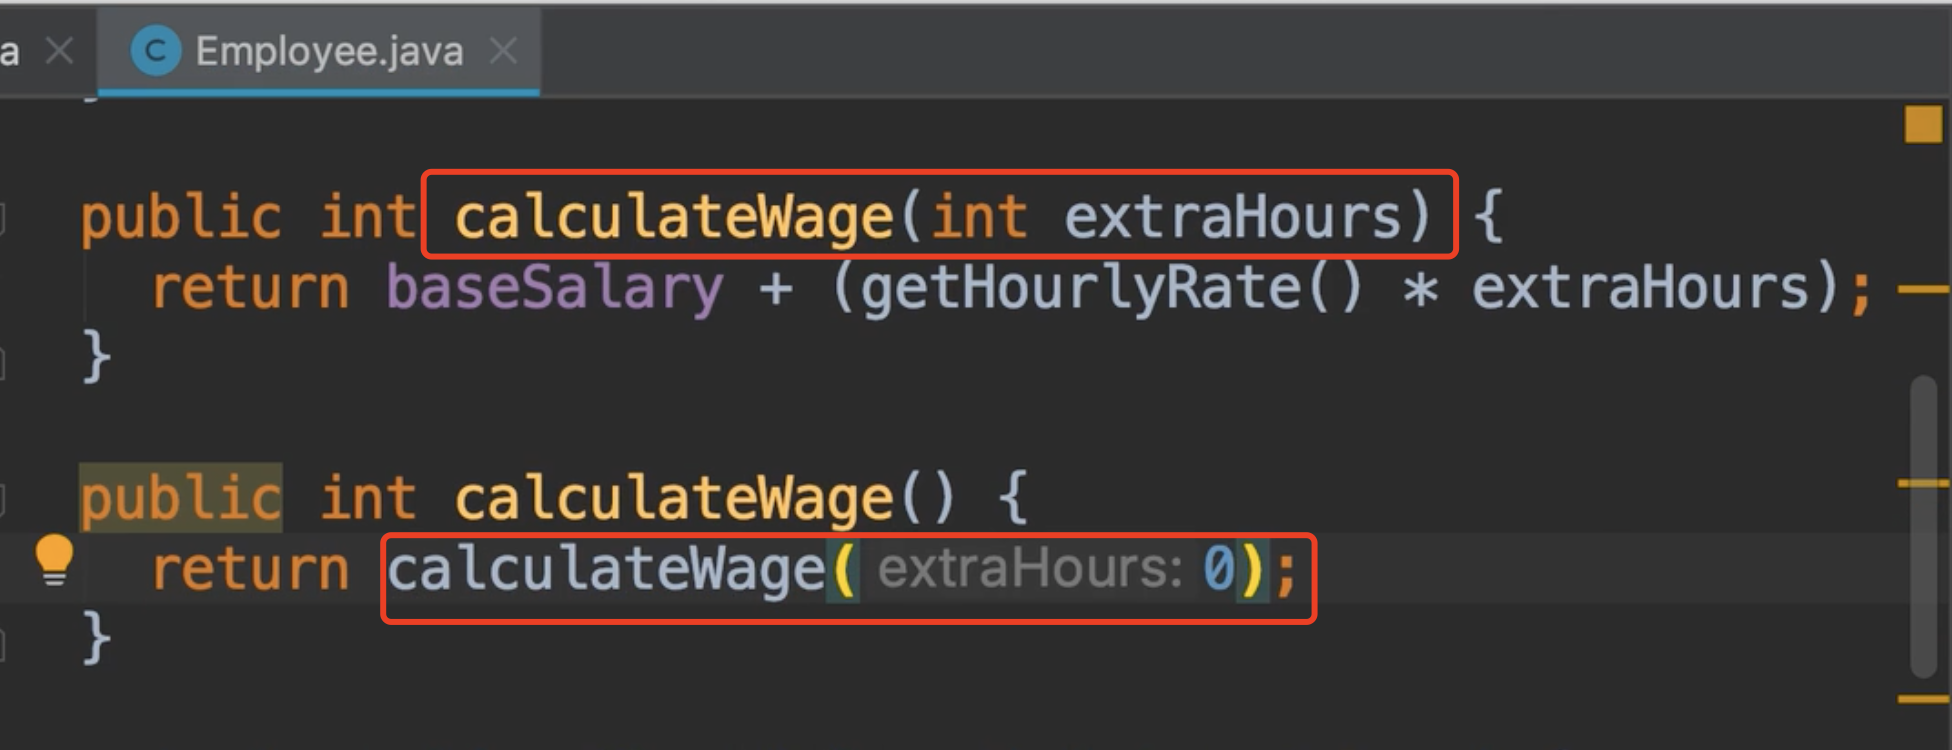 a
Employee.java
}
public int calculateWage(int extraHours) {
return baseSalary + (getHourlyRate() * extraHours);
}
public int calculateWage() {
return calculateWage( extraHours: 0);
}